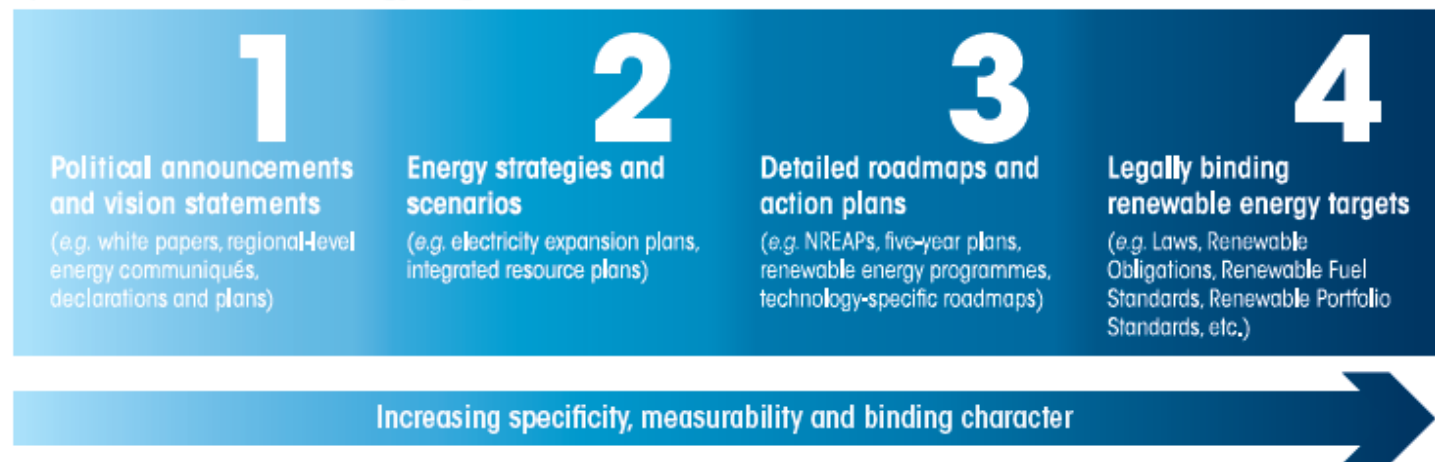 1
Political announcements
and vision statements
(e.g. white papers, regional-level
energy communiqués,
declarations and plans)
2
Energy strategies and
scenarios
(e.g. electricity expansion plans,
integrated resource plans)
3
Detailed roadmaps and
action plans
(e.g. NREAPs, five-year plans,
renewable energy programmes,
technology-specific roadmaps)
4
Legally binding
renewable energy targets
(e.g. Laws, Renewable
Obligations, Renewable Fuel
Standards, Renewable Portfolio
Standards, etc.)
Increasing specificity, measurability and binding character